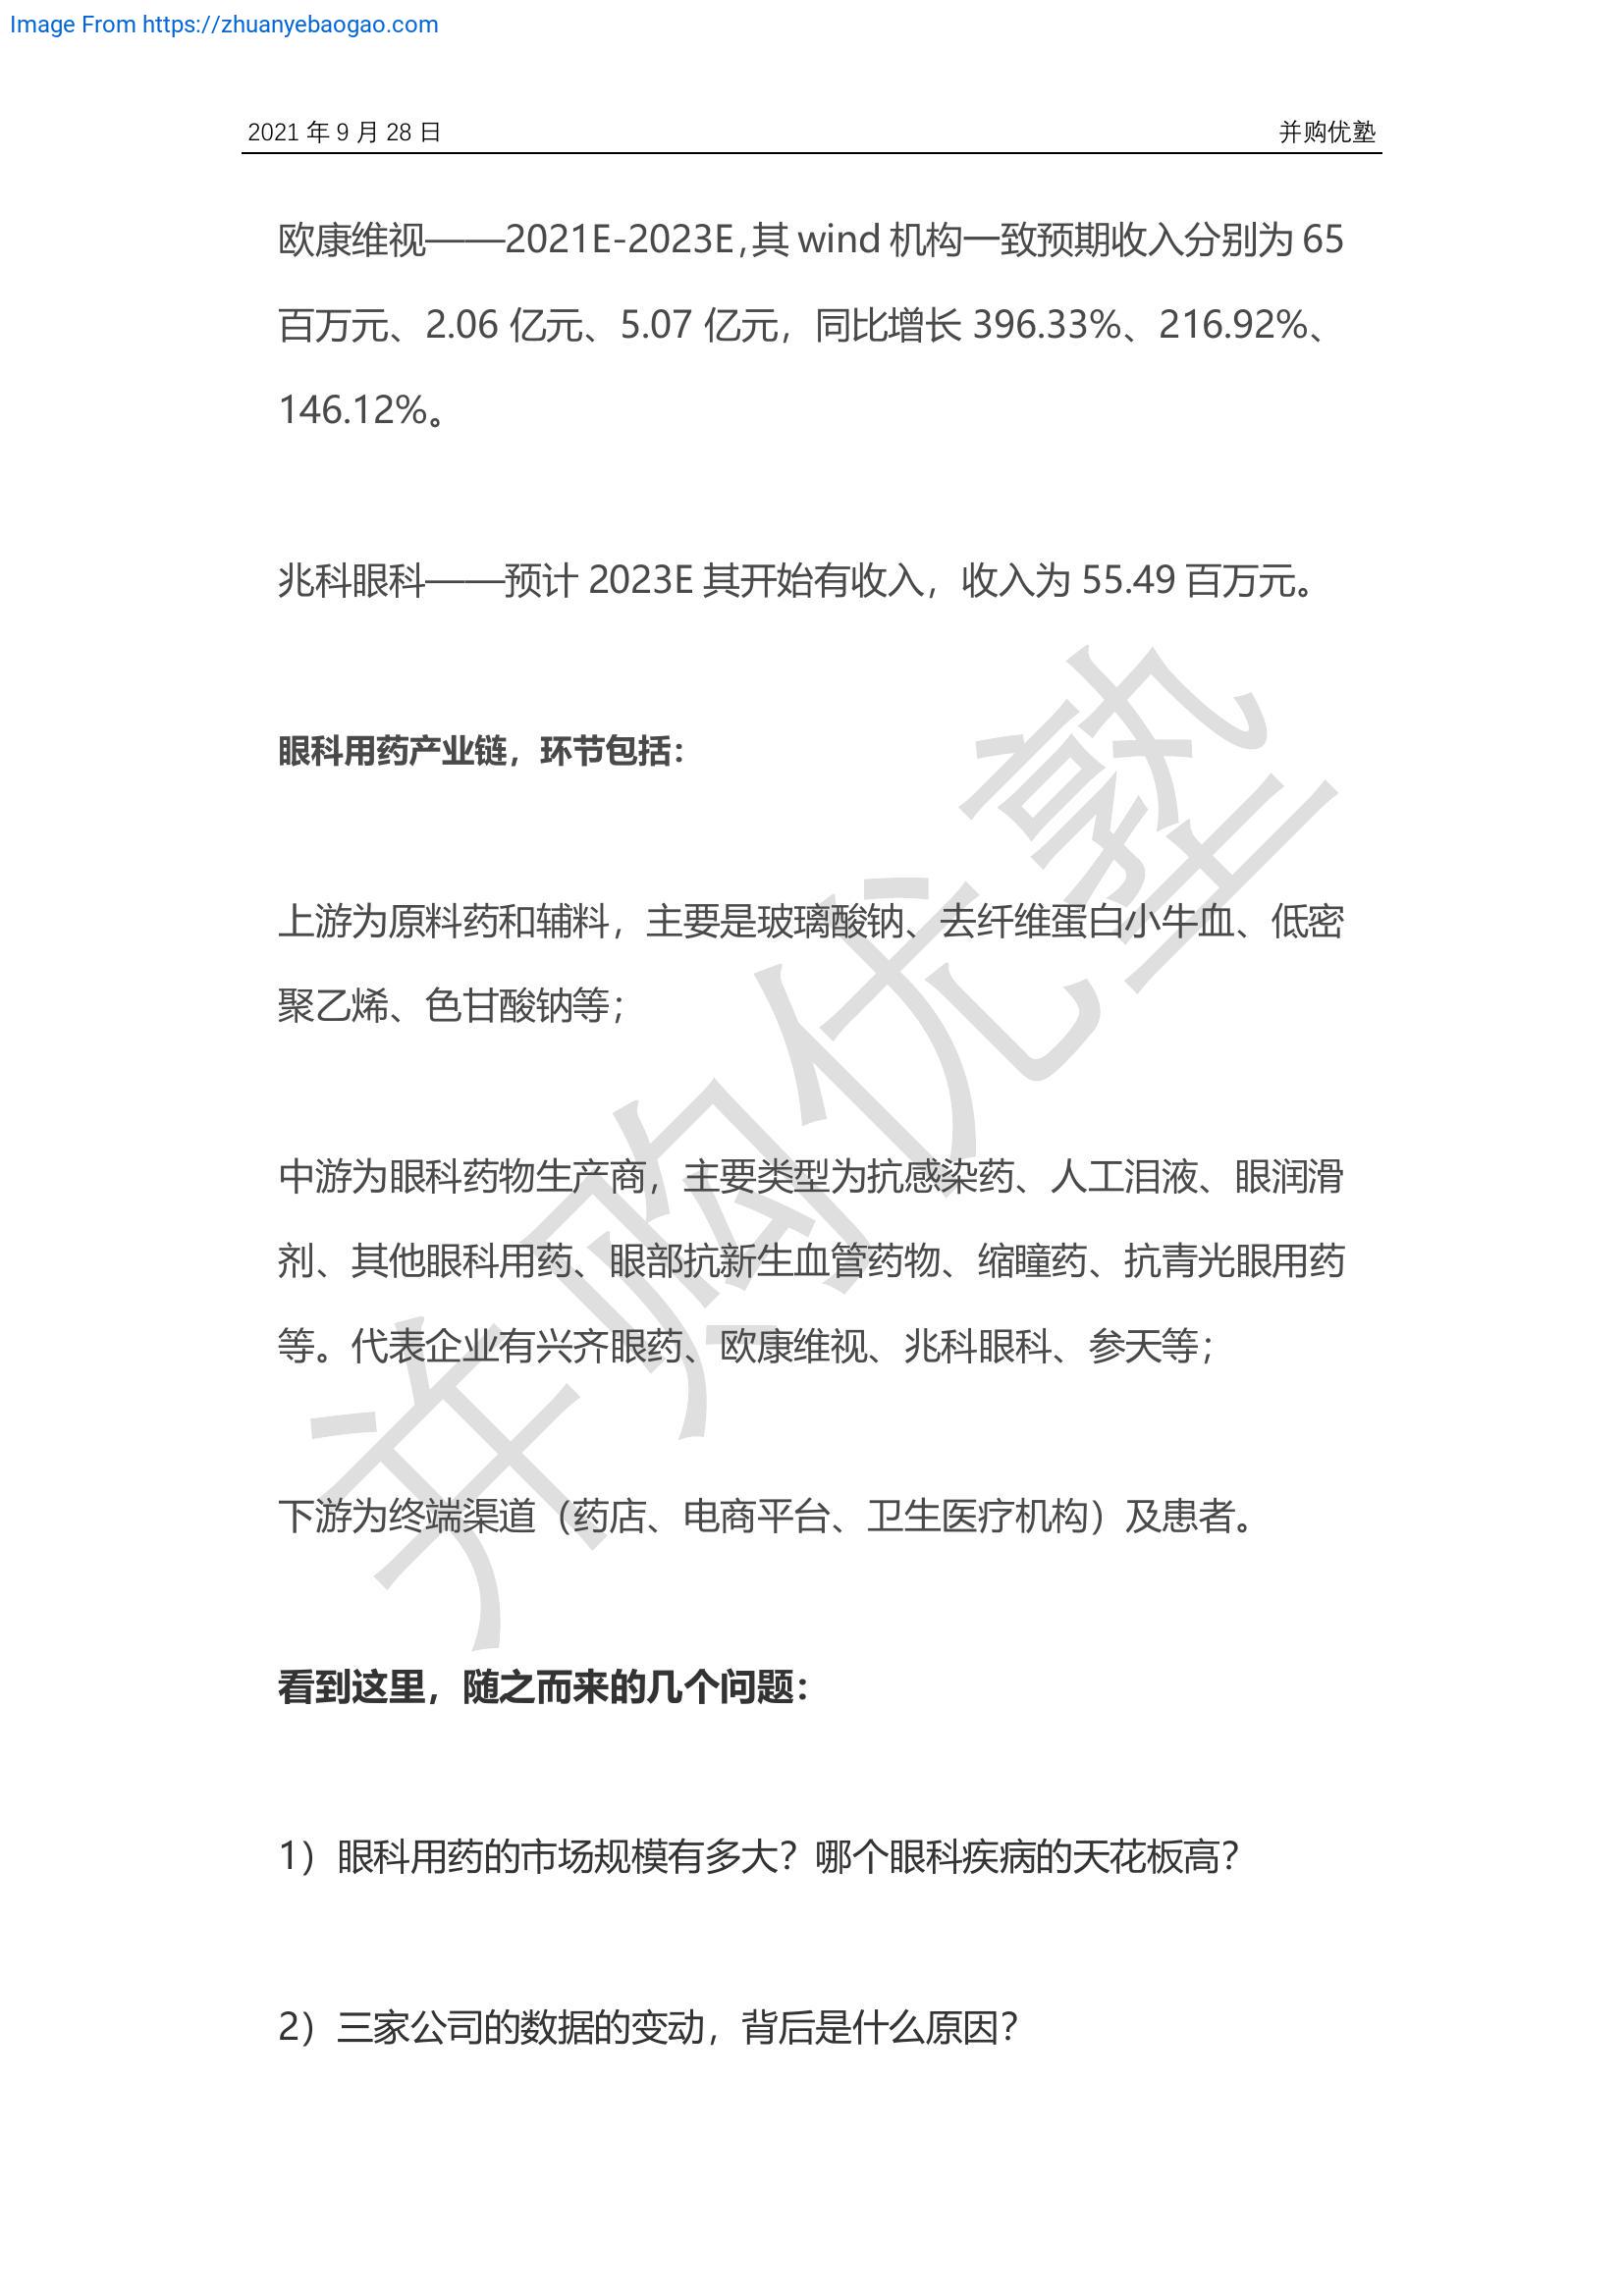 Image From https://zhuanyebaogao.com
2021 年 9 月 28 日 并购优塾
欧康维视——2021E-2023E,其 wind 机构一致预期收入分别为 65
百万元、2.06 亿元、5.07 亿元，同比增长 396.33%、216.92%、
146.12%。
兆科眼科——预计 2023E 其开始有收入，收入为 55.49 百万元。
眼科用药产业链，环节包括：
上游为原料药和辅料，主要是玻璃酸钠、去纤维蛋白小牛血、低密
聚乙烯、色甘酸钠等；
中游为眼科药物生产商，主要类型为抗感染药、人工泪液、眼润滑
剂、其他眼科用药、眼部抗新生血管药物、缩瞳药、抗青光眼用药
等。代表企业有兴齐眼药、欧康维视、兆科眼科、参天等；
下游为终端渠道（药店、电商平台、卫生医疗机构）及患者。
看到这里，随之而来的几个问题：
1）眼科用药的市场规模有多大？哪个眼科疾病的天花板高？
2）三家公司的数据的变动，背后是什么原因？
并购优塾